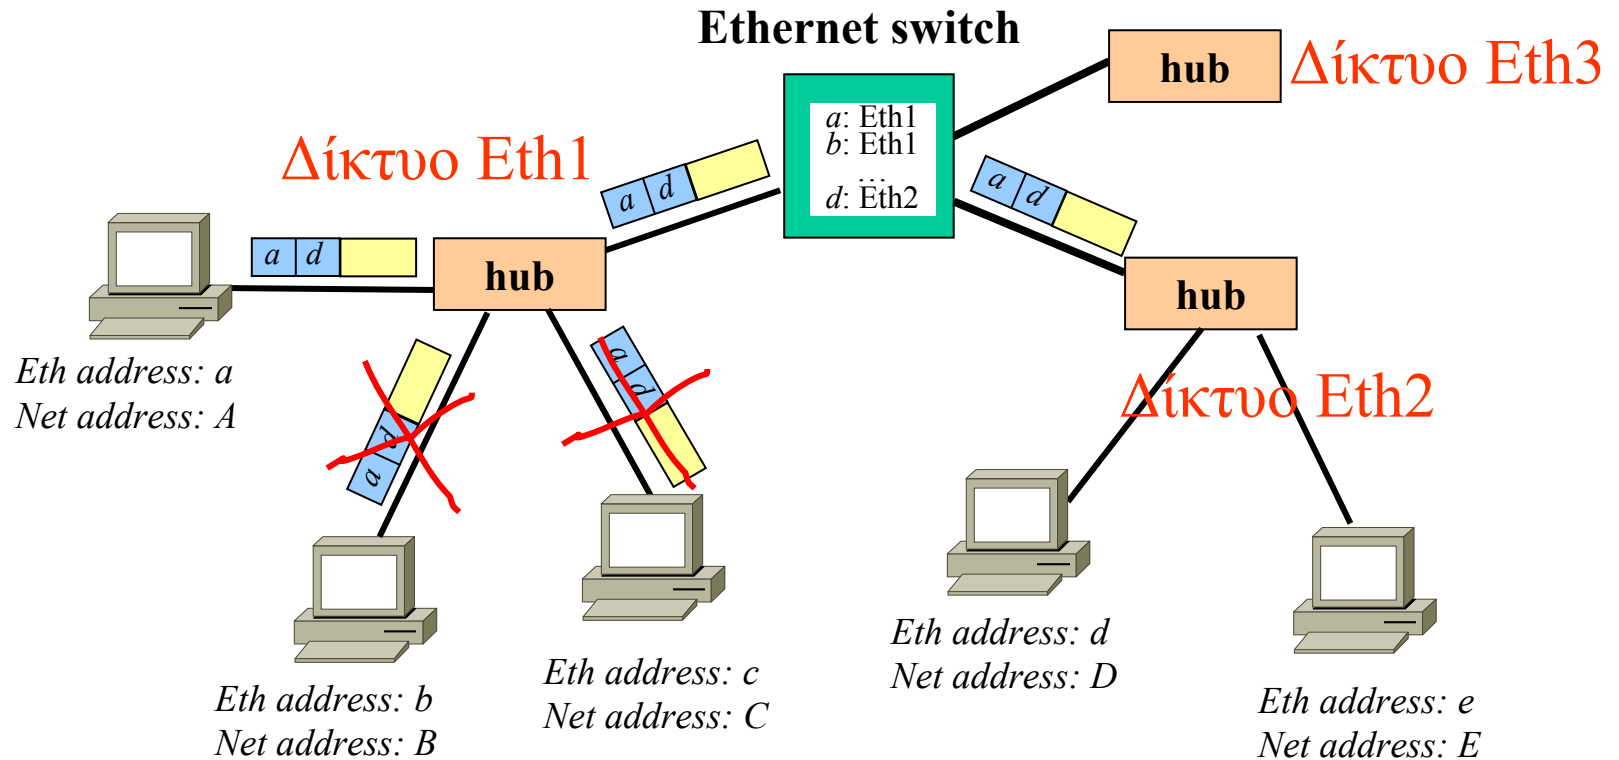 Ethernet switch
hub
Δίκτυο Eth3
a: Eth1
b: Eth1
...
d: Eth2
Δίκτυο Eth1
a d
a d
a d
hub
hub
a d
a d
Eth address: a
Net address: A
Δίκτυο Eth2
Eth address: b
Net address: B
Eth address: c
Net address: C
Eth address: d
Net address: D
Eth address: e
Net address: E